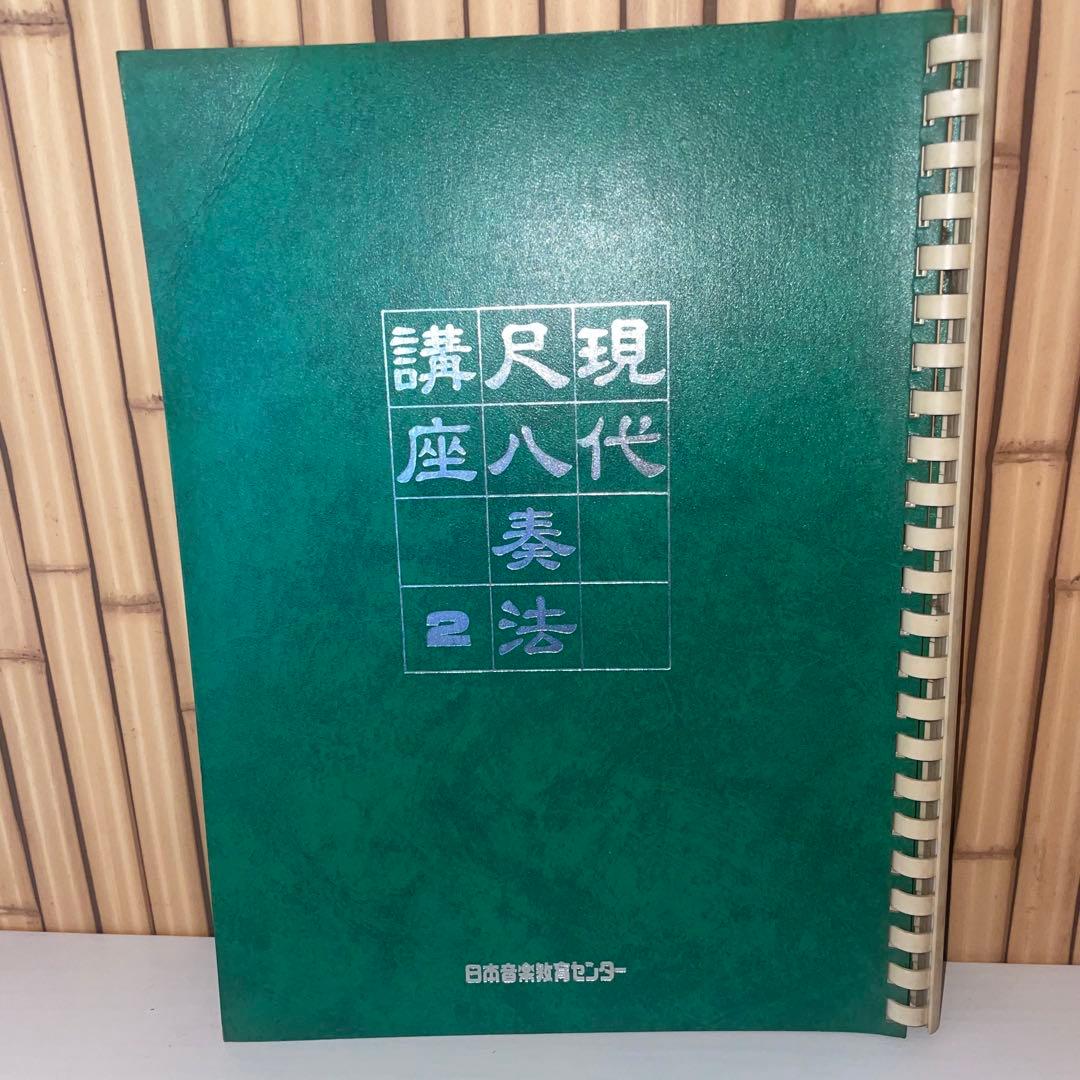 現代
尺八奏法
講座 2
日本音楽教育センター